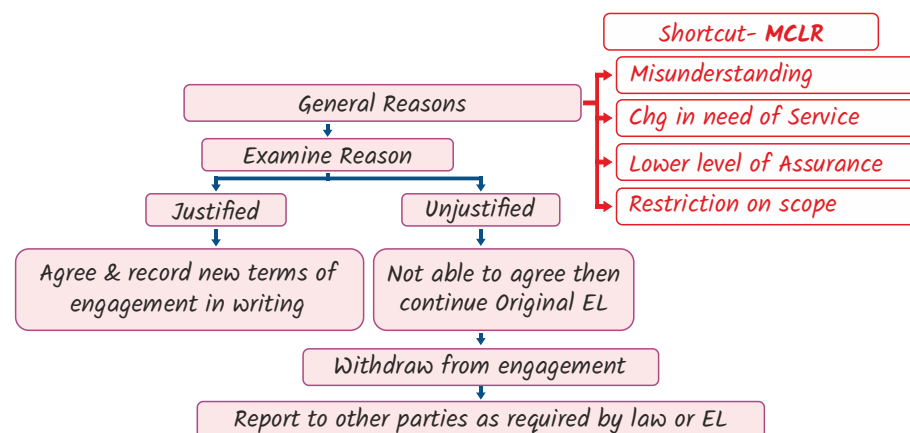 Shortcut- MCLR
Misunderstanding
General Reasons
Chg in need of Service
Examine Reason
Lower level of Assurance
Restriction on scope
Justified
Unjustified
Agree & record new terms of
engagement in writing
Not able to agree then
continue Original EL
Withdraw from engagement
Report to other parties as required by law or EL